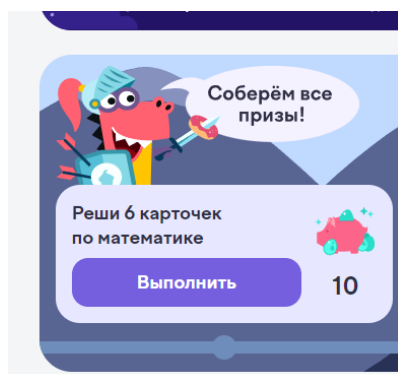 Соберём все
призы!
Реши 6 карточек
по математике
Выполнить
10